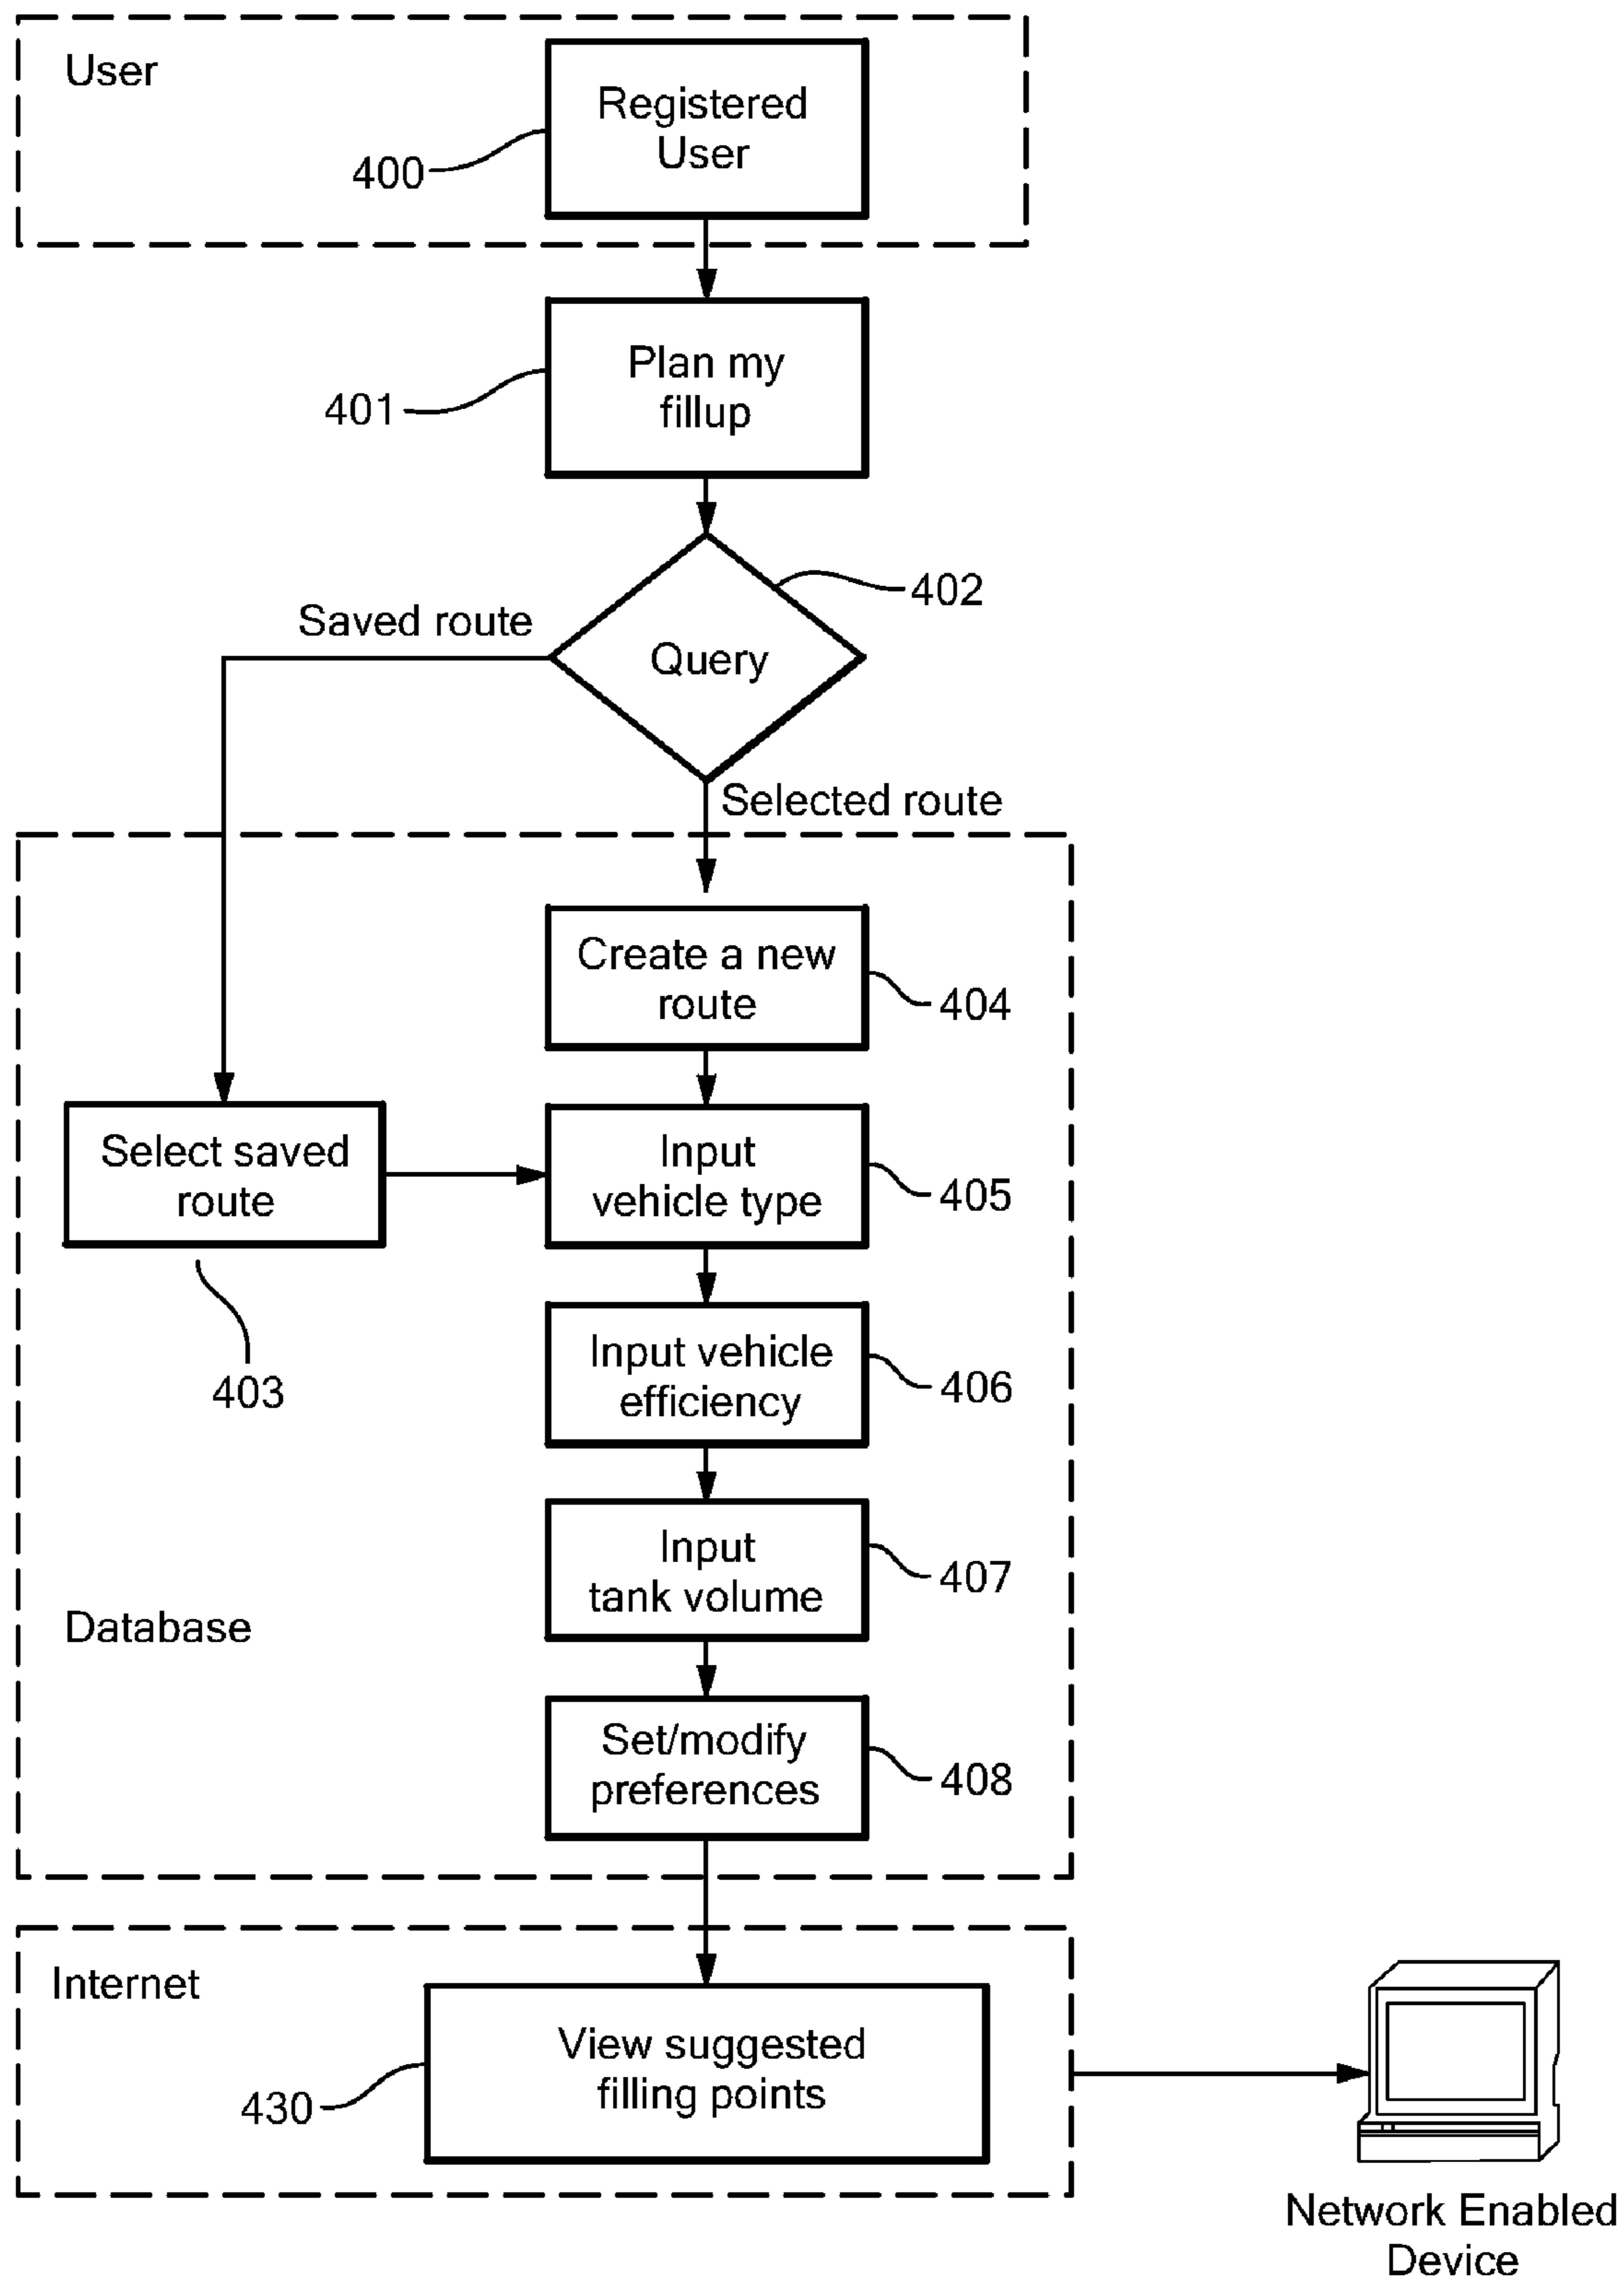 User
Registered
User
400
Plan my
fillup
401
402
Saved route
Query
Selected route
Create a new
route
404
Select saved
route
403
Input
vehicle type
405
Input vehicle
efficiency
406
Input
tank volume
407
Database
Set/modify
preferences
408
Internet
View suggested
filling points
430
Network Enabled
Device